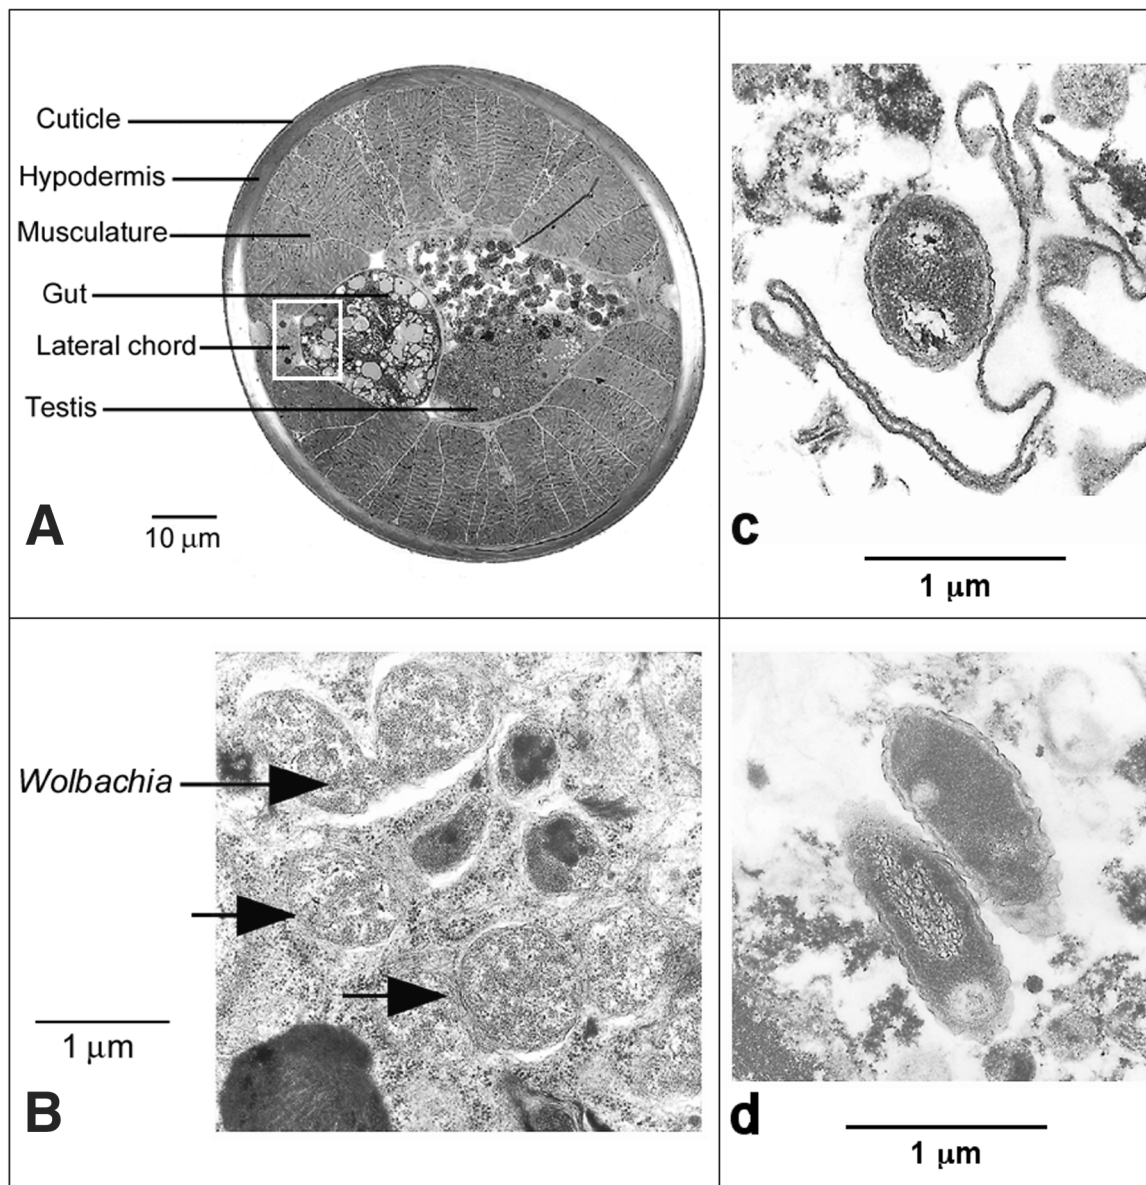 Cuticle
Hypodermis
Musculature
Gut
Lateral chord
Testis
A
10 μm
c
1 μm
Wolbachia
1 μm
B
d
1 μm